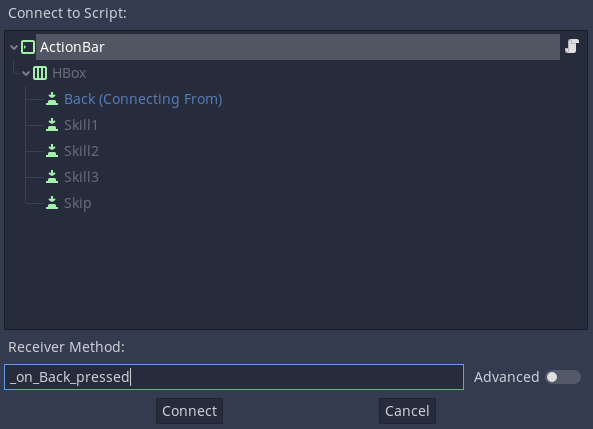 Connect to Script:
ActionBar
HBox
Back (Connecting From)
Skill1
Skill2
Skill3
Skip
Receiver Method:
_on_Back_pressed
Advanced
Connect
Cancel